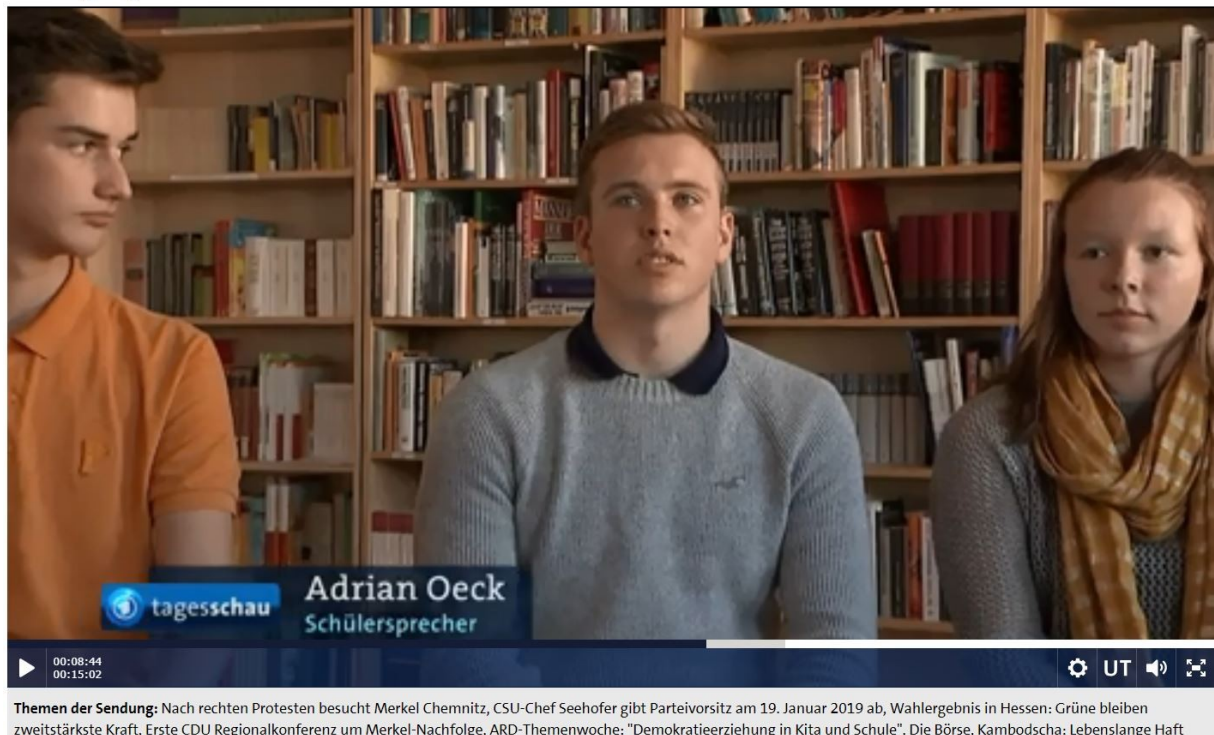 Adrian Oeck
tagesschau
Schülersprecher
00:08:44
00:15:02
UT
Themen der Sendung: Nach rechten Protesten besucht Merkel Chemnitz, CSU-Chef Seehofer gibt Parteivorsitz am 19. Januar 2019 ab, Wahlergebnis in Hessen: Grüne bleiben
zweitstärkste Kraft, Erste CDU Regionalkonferenz um Merkel-Nachfolge, ARD-Themenwoche: "Demokratieerziehung in Kita und Schule", Die Börse, Kambodscha: Lebenslange Haft